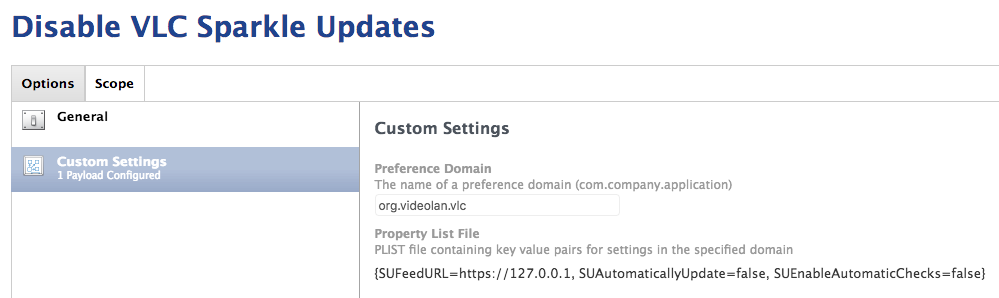 Disable VLC Sparkle Updates
Options
Scope
General
Custom Settings
1 Payload Configured
Custom Settings
Preference Domain
The name of a preference domain (com.company.application)
org.videolan.vlc
Property List File
PLIST file containing key value pairs for settings in the specified domain
{SUFeedURL=https://127.0.0.1, SUAutomaticallyUpdate=false, SUEnableAutomaticChecks=false}